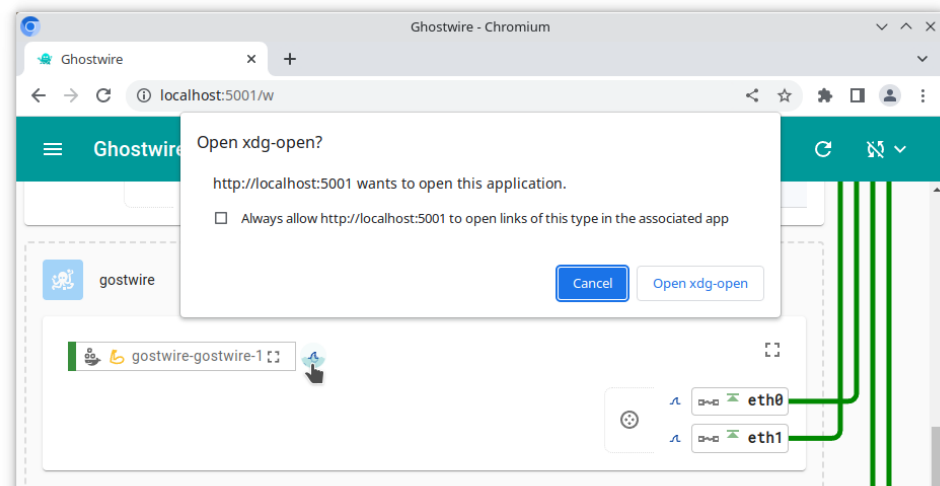 Ghostwire - Chromium
Ghostwire
localhost:5001/w
Ghostwire
Open xdg-open?
http://localhost:5001 wants to open this application.
Always allow http://localhost:5001 to open links of this type in the associated app
Cancel Open xdg-open
gostwire
gostwire-gostwire-1
eth0
eth1